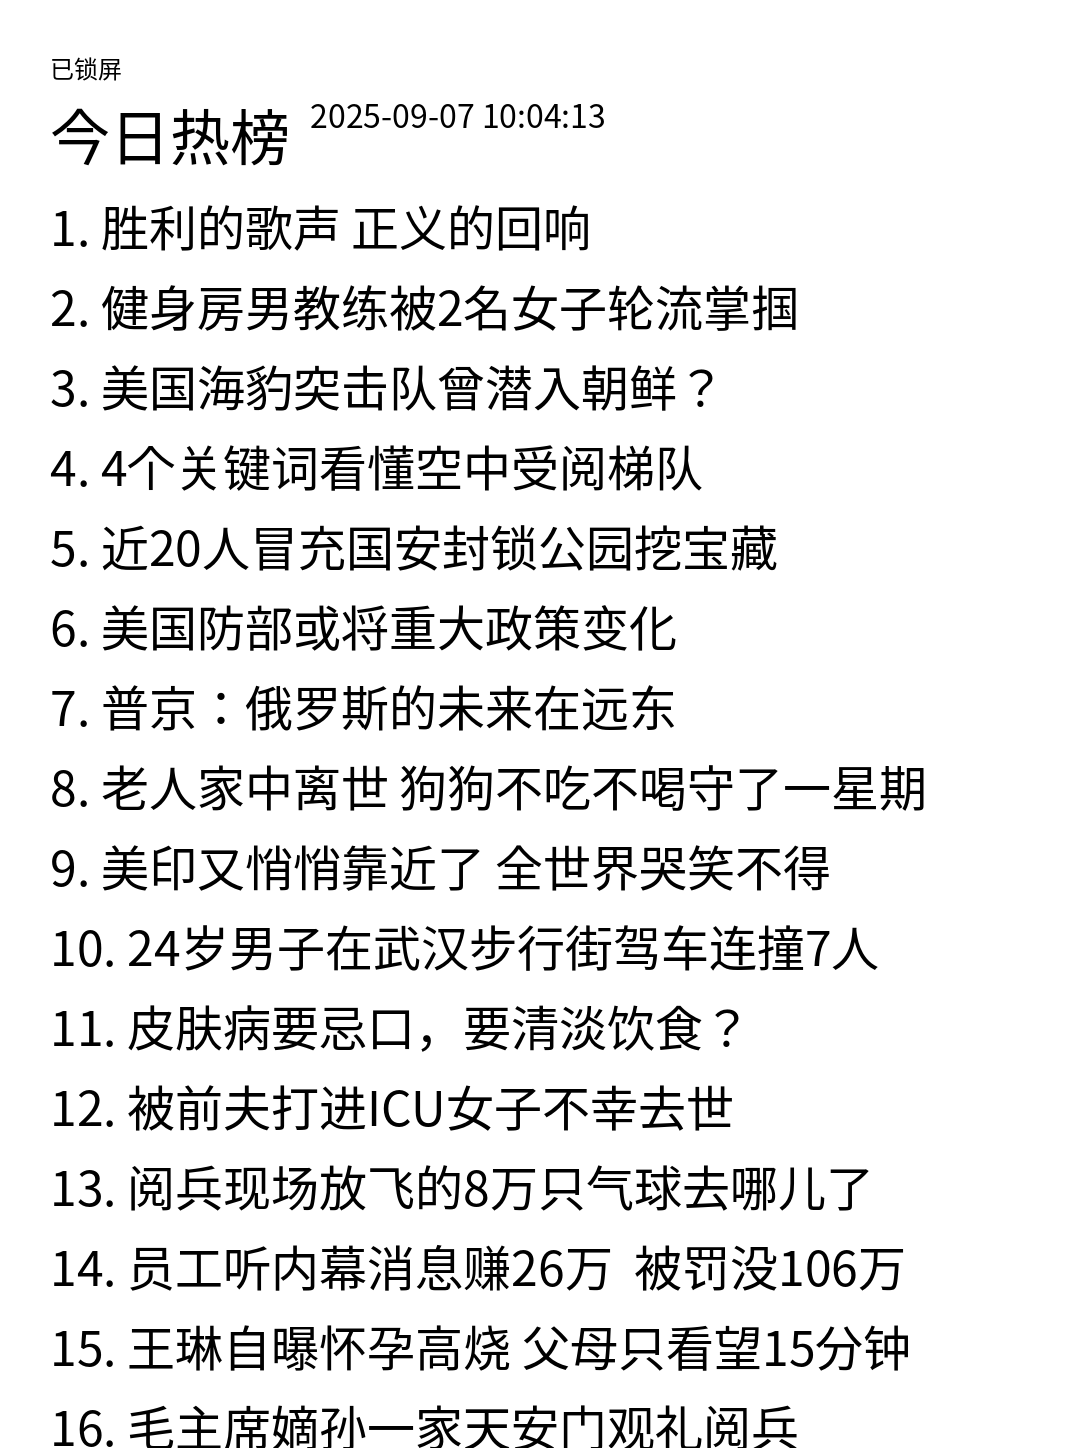 已锁屏
今日热榜 2025-09-07 10:04:13
1. 胜利的歌声 正义的回响
2. 健身房男教练被2名女子轮流掌掴
3. 美国海豹突击队曾潜入朝鲜？
4. 4个关键词看懂空中受阅梯队
5. 近20人冒充国安封锁公园挖宝藏
6. 美国防部或将重大政策变化
7. 普京：俄罗斯的未来在远东
8. 老人家中离世 狗狗不吃不喝守了一星期
9. 美印又悄悄靠近了 全世界哭笑不得
10. 24岁男子在武汉步行街驾车连撞7人
11. 皮肤病要忌口，要清淡饮食？
12. 被前夫打进ICU女子不幸去世
13. 阅兵现场放飞的8万只气球去哪儿了
14. 员工听内幕消息赚26万  被罚没106万
15. 王琳自曝怀孕高烧 父母只看望15分钟
16. 毛主席嫡孙一家天安门观礼阅兵